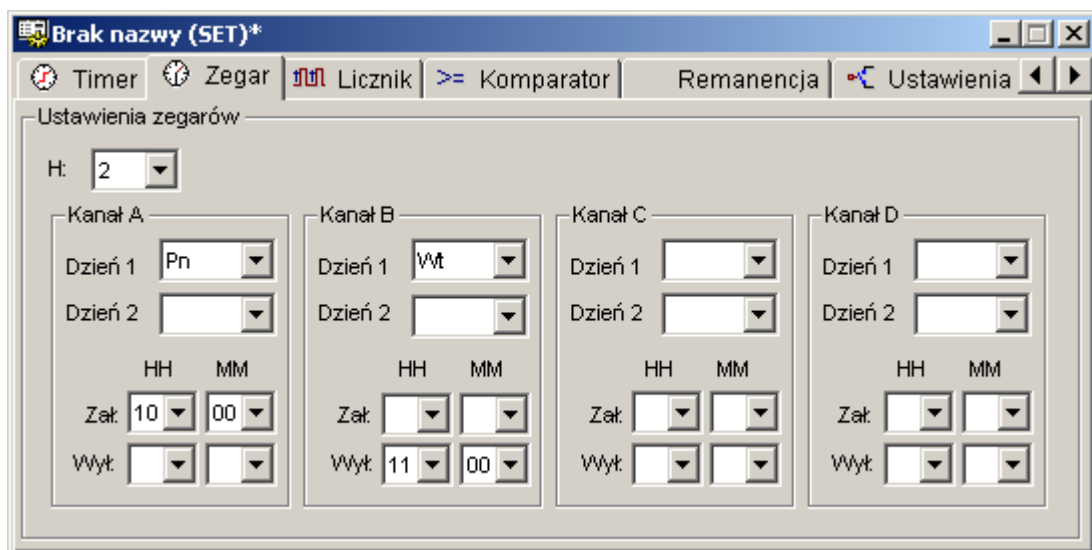 Brak nazwy (SET)*
Timer Zegar Licznik >= Komparator Remanencja Ustawienia
Ustawienia zegarów
H: 2
Kanał A
Dzień 1 Pn
Dzień 2
HH MM
Zał: 10 00
Wył:
Kanał B
Dzień 1 Wt
Dzień 2
HH MM
Zał:
Wył: 11 00
Kanał C
Dzień 1
Dzień 2
HH MM
Zał:
Wył:
Kanał D
Dzień 1
Dzień 2
HH MM
Zał:
Wył: